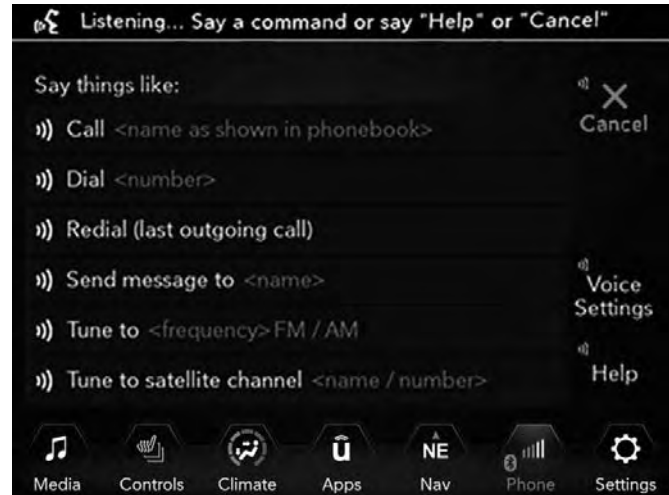 Listening... Say a command or say "Help" or "Cancel"
Say things like:
Call <name as shown in phonebook>
Dial <number>
Redial (last outgoing call)
Send message to <name>
Tune to <frequency> FM / AM
Tune to satellite channel <name / number>
Cancel
Voice
Settings
Help
û
NE
Media Controls Climate Apps Nav Phone Settings